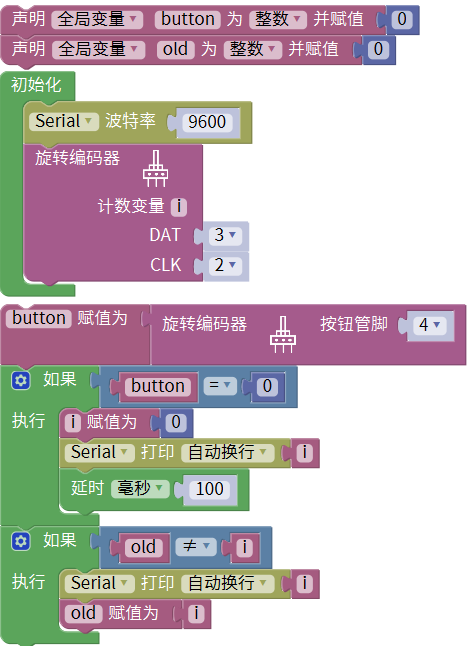 声明 全局变量 button 为 整数 并赋值 0
声明 全局变量 old 为 整数 并赋值 0
初始化
Serial 波特率 9600
旋转编码器
计数变量 i
DAT 3
CLK 2
button 赋值为 旋转编码器 按钮管脚 4
如果 button = 0
执行 i 赋值为 0
Serial 打印 自动换行 i
延时 毫秒 100
如果 old ≠ i
执行 Serial 打印 自动换行 i
old 赋值为 i